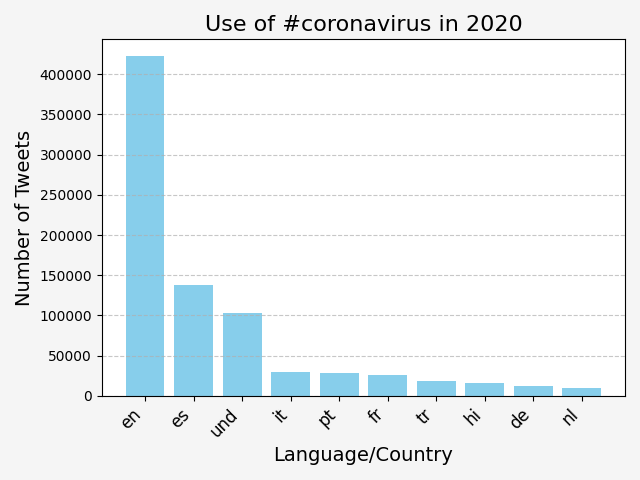 Use of #coronavirus in 2020
Number of Tweets
400000
350000
300000
250000
200000
150000
100000
50000
0
en es und it pt fr tr hi de nl
Language/Country